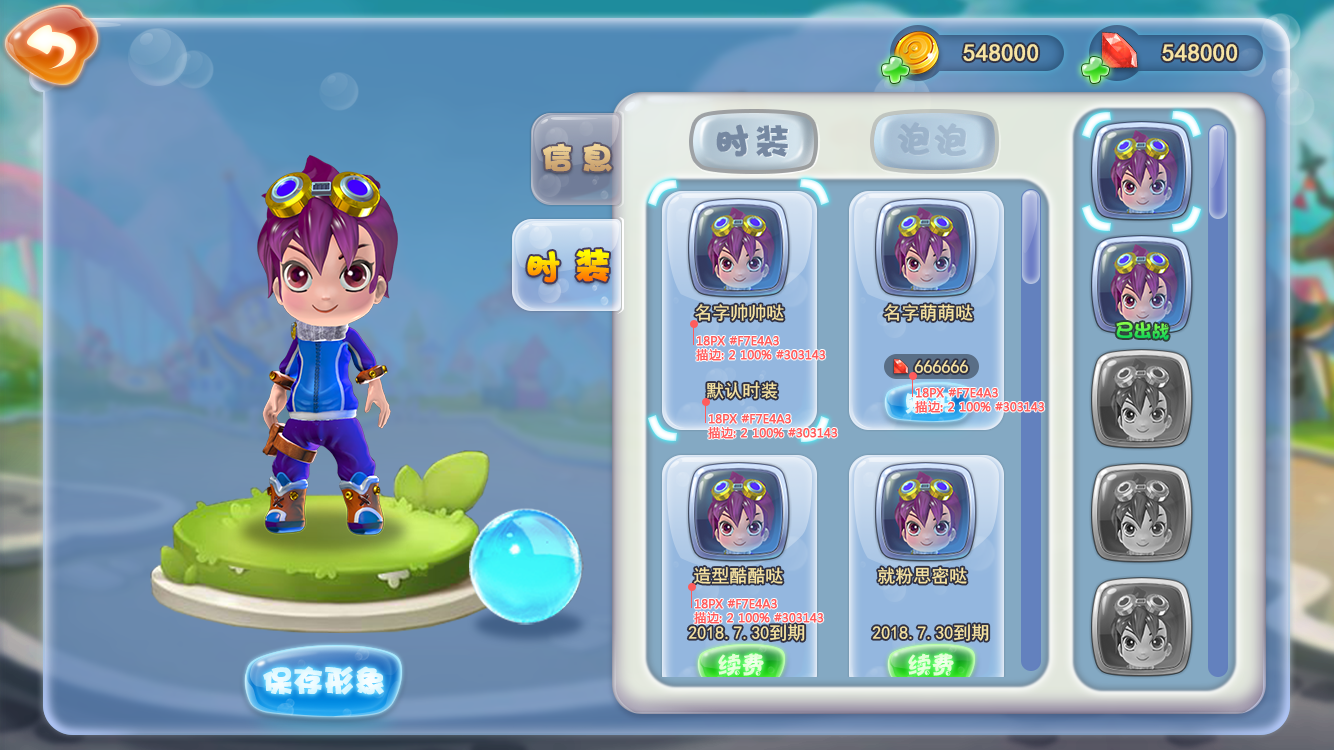 548000
548000
信息
时装
时装
泡泡
名字帅帅哒
18PX #F7E4A3
描边: 2 100% #303143
默认时装
18PX #F7E4A3
描边: 2 100% #303143
名字萌萌哒
666666
18PX #F7E4A3
描边: 2 100% #303143
造型酷酷哒
18PX #F7E4A3
描边: 2 100% #303143
2018.7.30到期
续费
就粉思密哒
2018.7.30到期
续费
已出战
保存形象